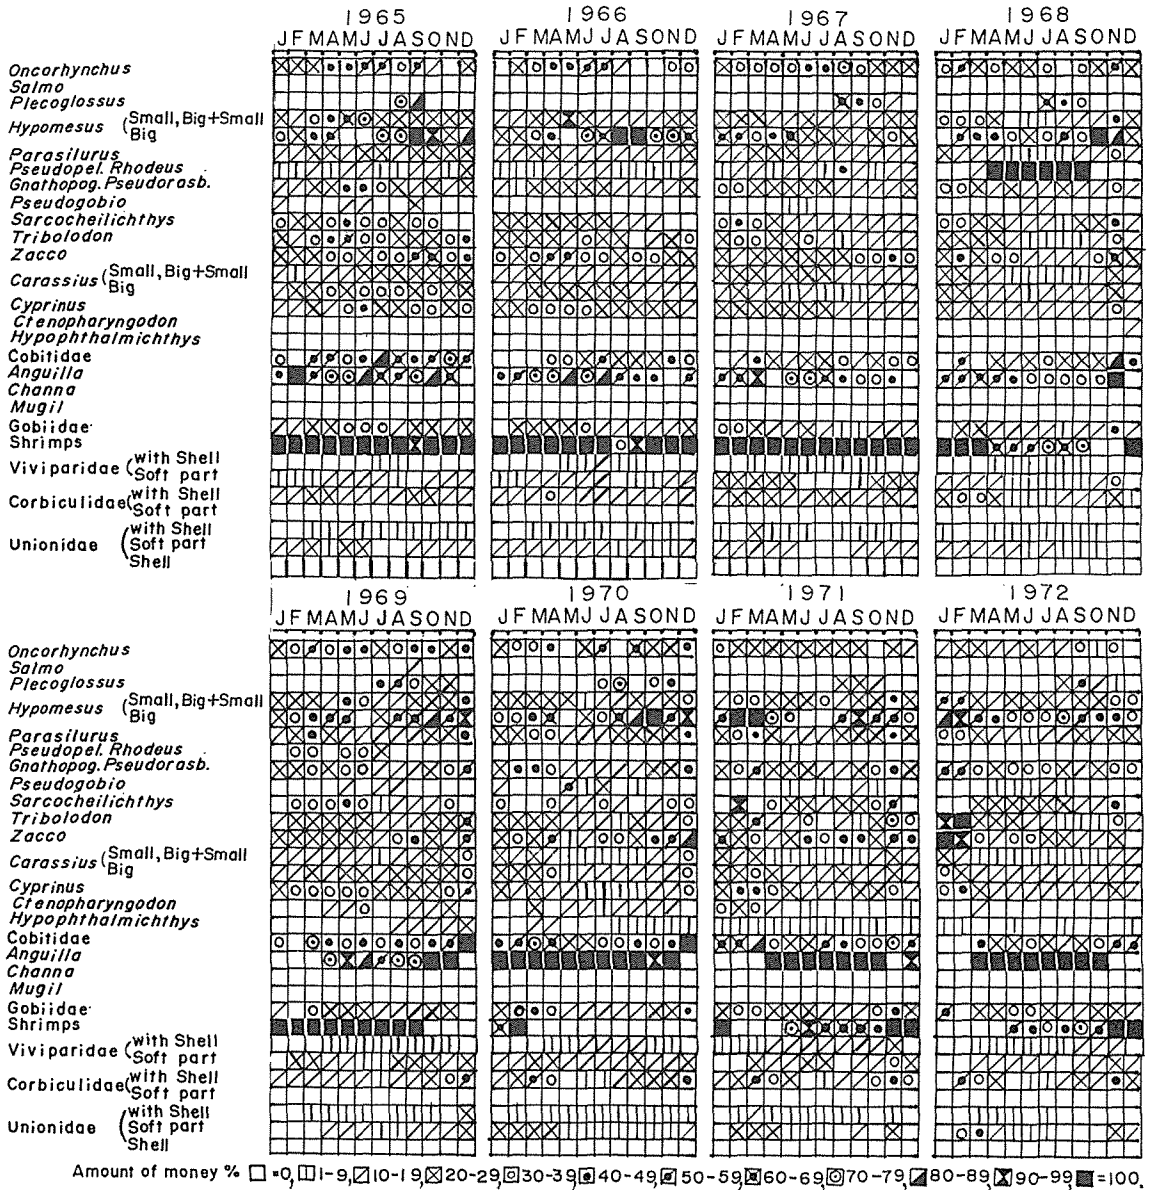 1965 1966 1967 1968
JFMAMJJASOND JFMAMJJASOND JFMAMJJASOND JFMAMJJASOND
Oncorhynchus
Salmo
Plecoglossus
Hypomesus (Small, Big+Small
Big
Parasilurus
Pseudopel. Rhodeus
Gnathopog. Pseudorasb.
Pseudogobio
Sarcocheilichthys
Tribolodon
Zacco
Carassius (Small, Big+Small
Big
Cyprinus
Ctenopharyngodon
Hypophthalmichthys
Cobitidae
Anguilla
Channa
Mugil
Gobiidae
Shrimps
Viviparidae (with Shell
Soft part
Corbiculidae (with Shell
Soft part
Unionidae (with Shell
Soft part
Shell
1969 1970 1971 1972
JFMAMJJASOND JFMAMJJASOND JFMAMJJASOND JFMAMJJASOND
Oncorhynchus
Salmo
Plecoglossus
Hypomesus (Small, Big+Small
Big
Parasilurus
Pseudopel. Rhodeus
Gnathopog. Pseudorasb.
Pseudogobio
Sarcocheilichthys
Tribolodon
Zacco
Carassius (Small, Big+Small
Big
Cyprinus
Ctenopharyngodon
Hypophthalmichthys
Cobitidae
Anguilla
Channa
Mugil
Gobiidae
Shrimps
Viviparidae (with Shell
Soft part
Corbiculidae (with Shell
Soft part
Unionidae (with Shell
Soft part
Shell
Amount of money % =0, 1-9, 10-19, 20-29, 30-39, 40-49, 50-59, 60-69, 70-79, 80-89, 90-99, =100.